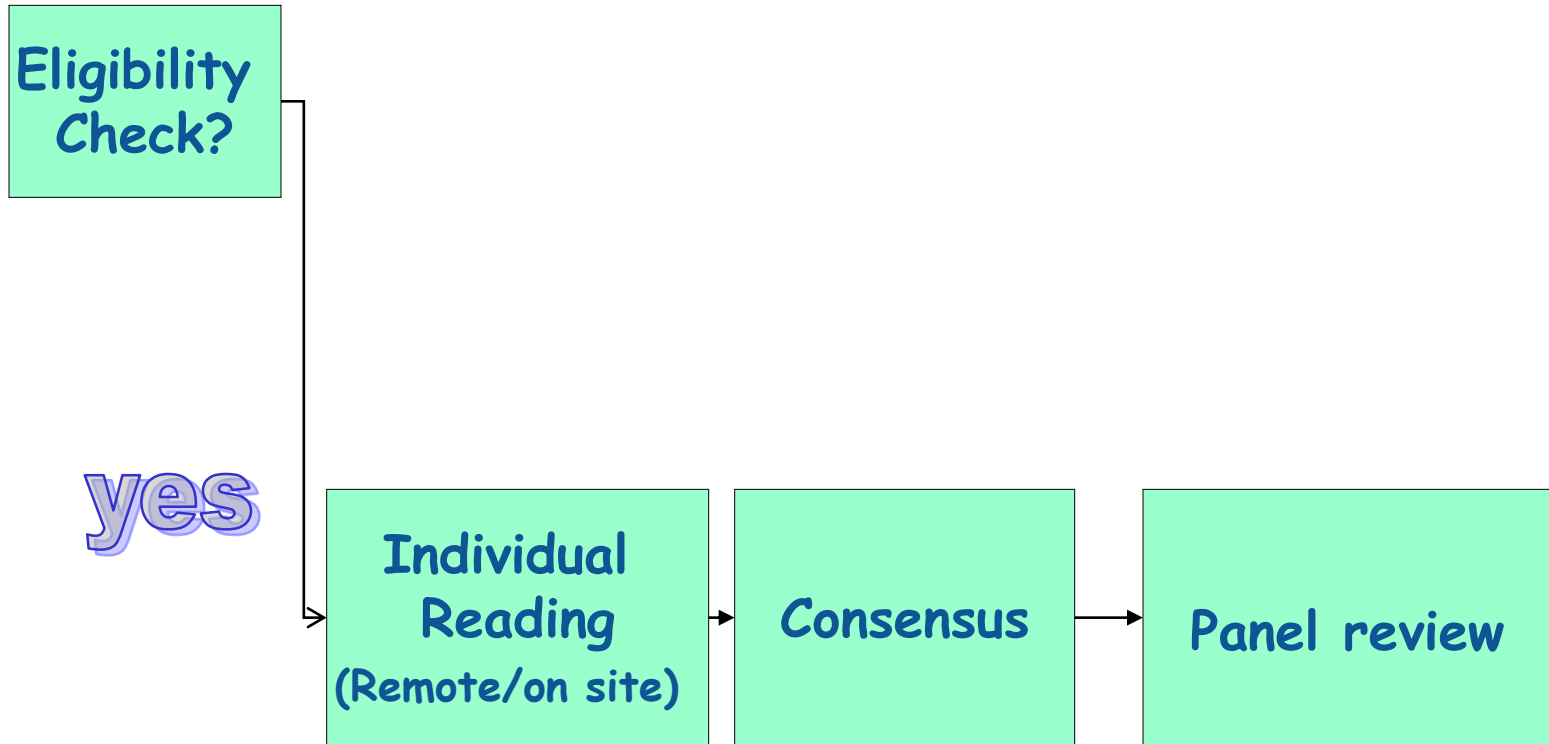 Eligibility
Check?
yes
Individual
Reading
(Remote/on site)
Consensus
Panel review